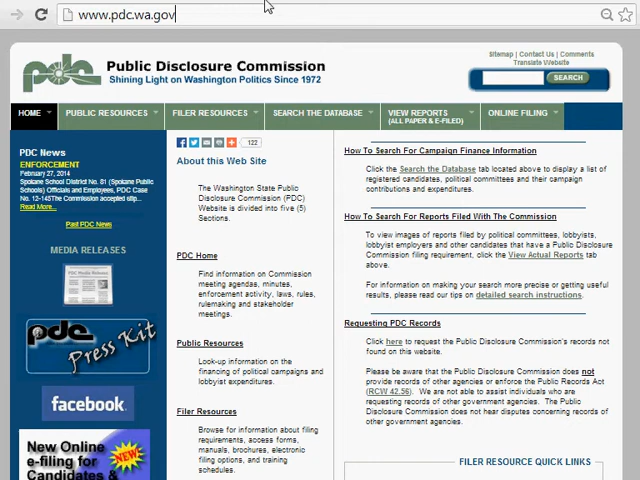 www.pdc.wa.gov
Sitemap | Contact Us | Comments
Translate Website
pdc
Public Disclosure Commission
Shining Light on Washington Politics Since 1972
SEARCH
HOME
PUBLIC RESOURCES
FILER RESOURCES
SEARCH THE DATABASE
VIEW REPORTS
(ALL PAPER & E-FILED)
ONLINE FILING
PDC News
ENFORCEMENT
February 27, 2014
Spokane School District No. 81 (Spokane Public
Schools) Officials and Employees, PDC Case
No. 12-145The Commission accepted stip...
Read More...
Past PDC News
MEDIA RELEASES
PDC Media Release
pdc
Press Kit
facebook
New Online
e-filing for
Candidates &
NEW
122
About this Web Site
The Washington State Public
Disclosure Commission (PDC)
Website is divided into five (5)
Sections.
PDC Home
Find information on Commission
meeting agendas, minutes,
enforcement activity, laws, rules,
rulemaking and stakeholder
meetings.
Public Resources
Look-up information on the
financing of political campaigns and
lobbyist expenditures.
Filer Resources
Browse for information about filing
requirements, access forms,
manuals, brochures, electronic
filing options, and training
schedules.
How To Search For Campaign Finance Information
Click the Search the Database tab located above to display a list of
registered candidates, political committees and their campaign
contributions and expenditures.
How To Search For Reports Filed With The Commission
To view images of reports filed by political committees, lobbyists,
lobbyist employers and other candidates that have a Public Disclosure
Commission filing requirement, click the View Actual Reports tab
above.
For information on making your search more precise or getting useful
results, please read our tips on detailed search instructions.
Requesting PDC Records
Click here to request the Public Disclosure Commission's records not
found on this website.
Please be aware that the Public Disclosure Commission does not
provide records of other agencies or enforce the Public Records Act
(RCW 42.56). We are not able to assist individuals who are
requesting records of other government agencies. The Public
Disclosure Commission does not hear disputes concerning records of
other government agencies.
FILER RESOURCE QUICK LINKS